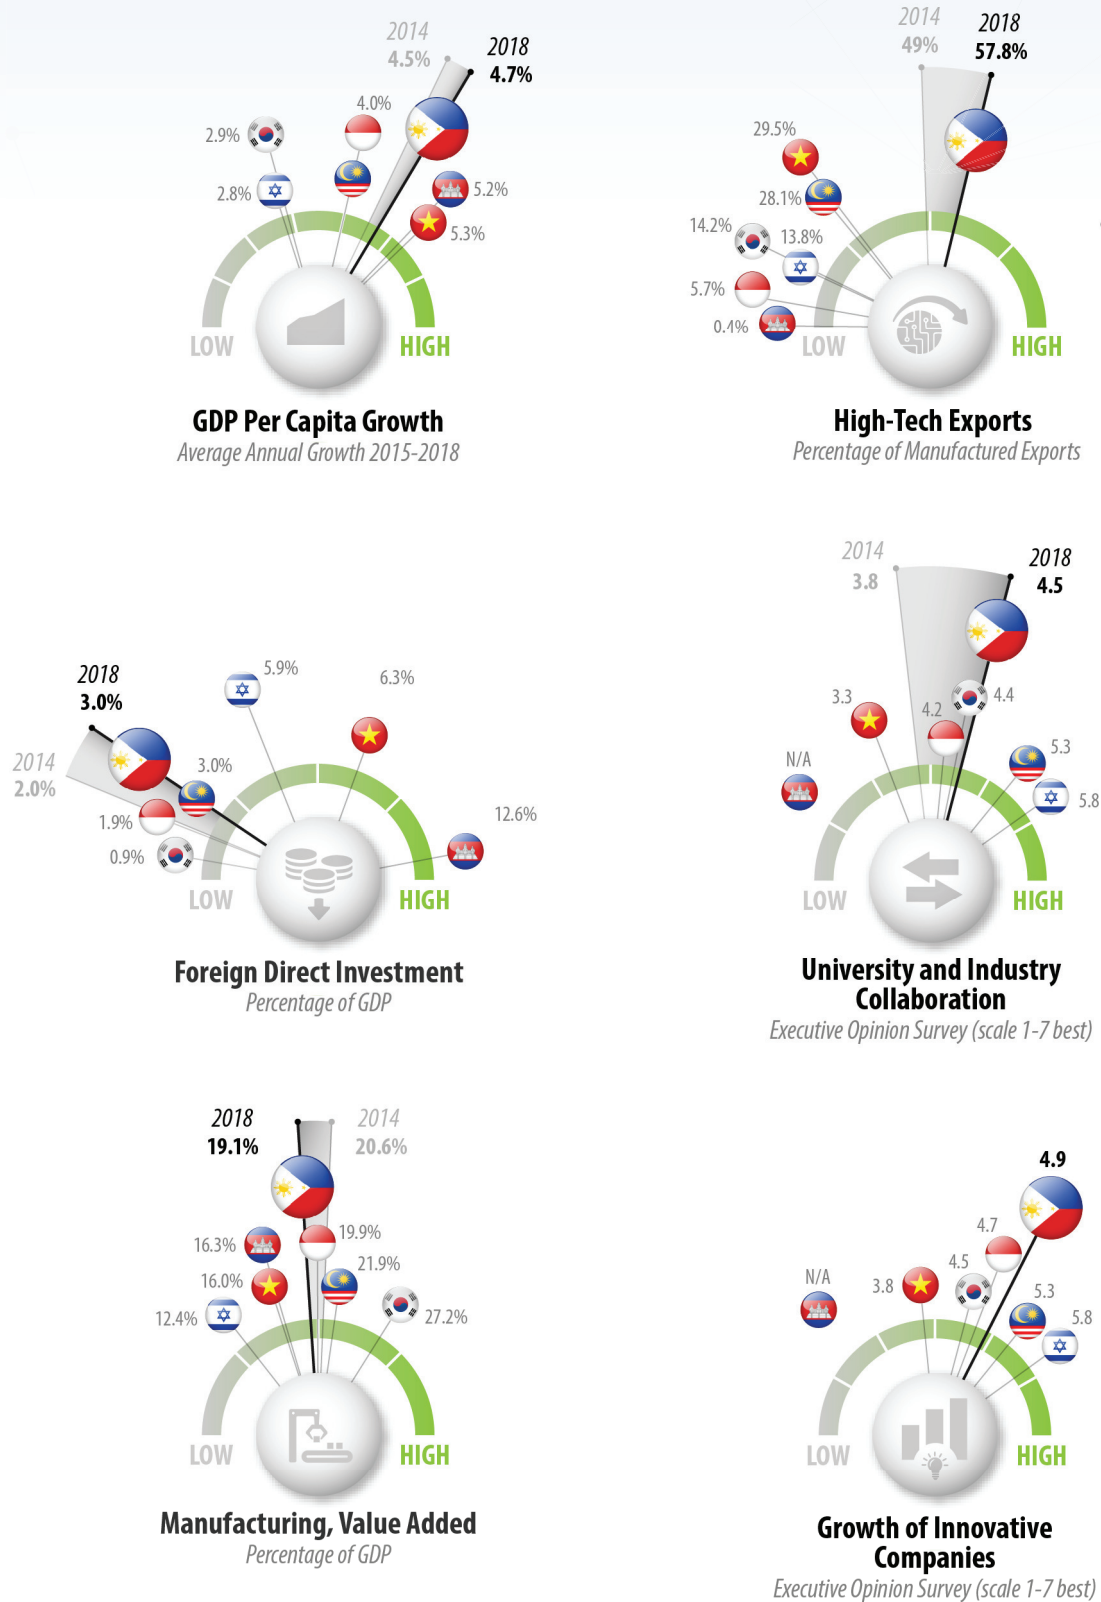 2014
4.5%
2018
4.7%
4.0%
2.9%
2.8%
5.2%
5.3%
LOW
HIGH
GDP Per Capita Growth
Average Annual Growth 2015-2018
2014
49%
2018
57.8%
29.5%
28.1%
14.2%
13.8%
5.7%
0.4%
LOW
HIGH
High-Tech Exports
Percentage of Manufactured Exports
2018
3.0%
2014
2.0%
5.9%
6.3%
3.0%
1.9%
0.9%
12.6%
LOW
HIGH
Foreign Direct Investment
Percentage of GDP
2014
3.8
2018
4.5
3.3
4.2
4.4
N/A
5.3
5.8
LOW
HIGH
University and Industry
Collaboration
Executive Opinion Survey (scale 1-7 best)
2018
19.1%
2014
20.6%
16.3%
19.9%
16.0%
21.9%
12.4%
27.2%
LOW
HIGH
Manufacturing, Value Added
Percentage of GDP
4.9
4.7
4.5
N/A
3.8
5.3
5.8
LOW
HIGH
Growth of Innovative
Companies
Executive Opinion Survey (scale 1-7 best)